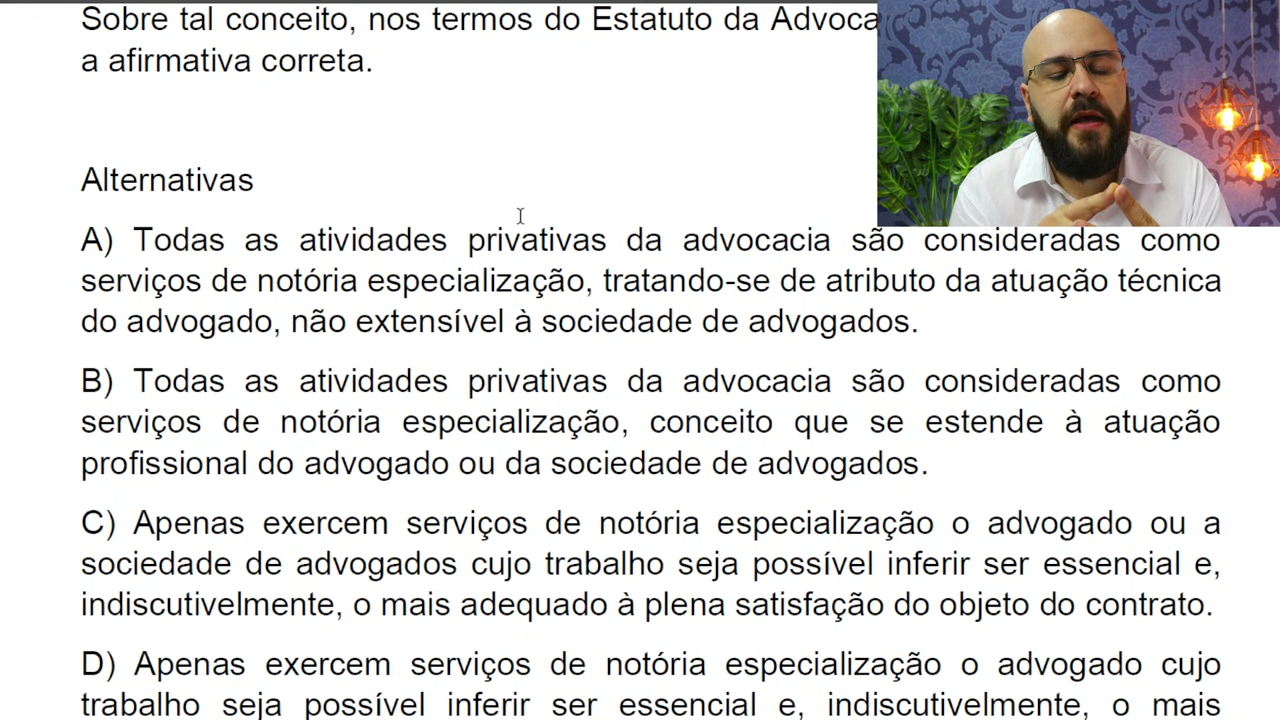 Sobre tal conceito, nos termos do Estatuto da Advoca
a afirmativa correta.
Alternativas
A) Todas as atividades privativas da advocacia são consideradas como
serviços de notória especialização, tratando-se de atributo da atuação técnica
do advogado, não extensível à sociedade de advogados.
B) Todas as atividades privativas da advocacia são consideradas como
serviços de notória especialização, conceito que se estende à atuação
profissional do advogado ou da sociedade de advogados.
C) Apenas exercem serviços de notória especialização o advogado ou a
sociedade de advogados cujo trabalho seja possível inferir ser essencial e,
indiscutivelmente, o mais adequado à plena satisfação do objeto do contrato.
D) Apenas exercem serviços de notória especialização o advogado cujo
trabalho seja possível inferir ser essencial e, indiscutivelmente, o mais